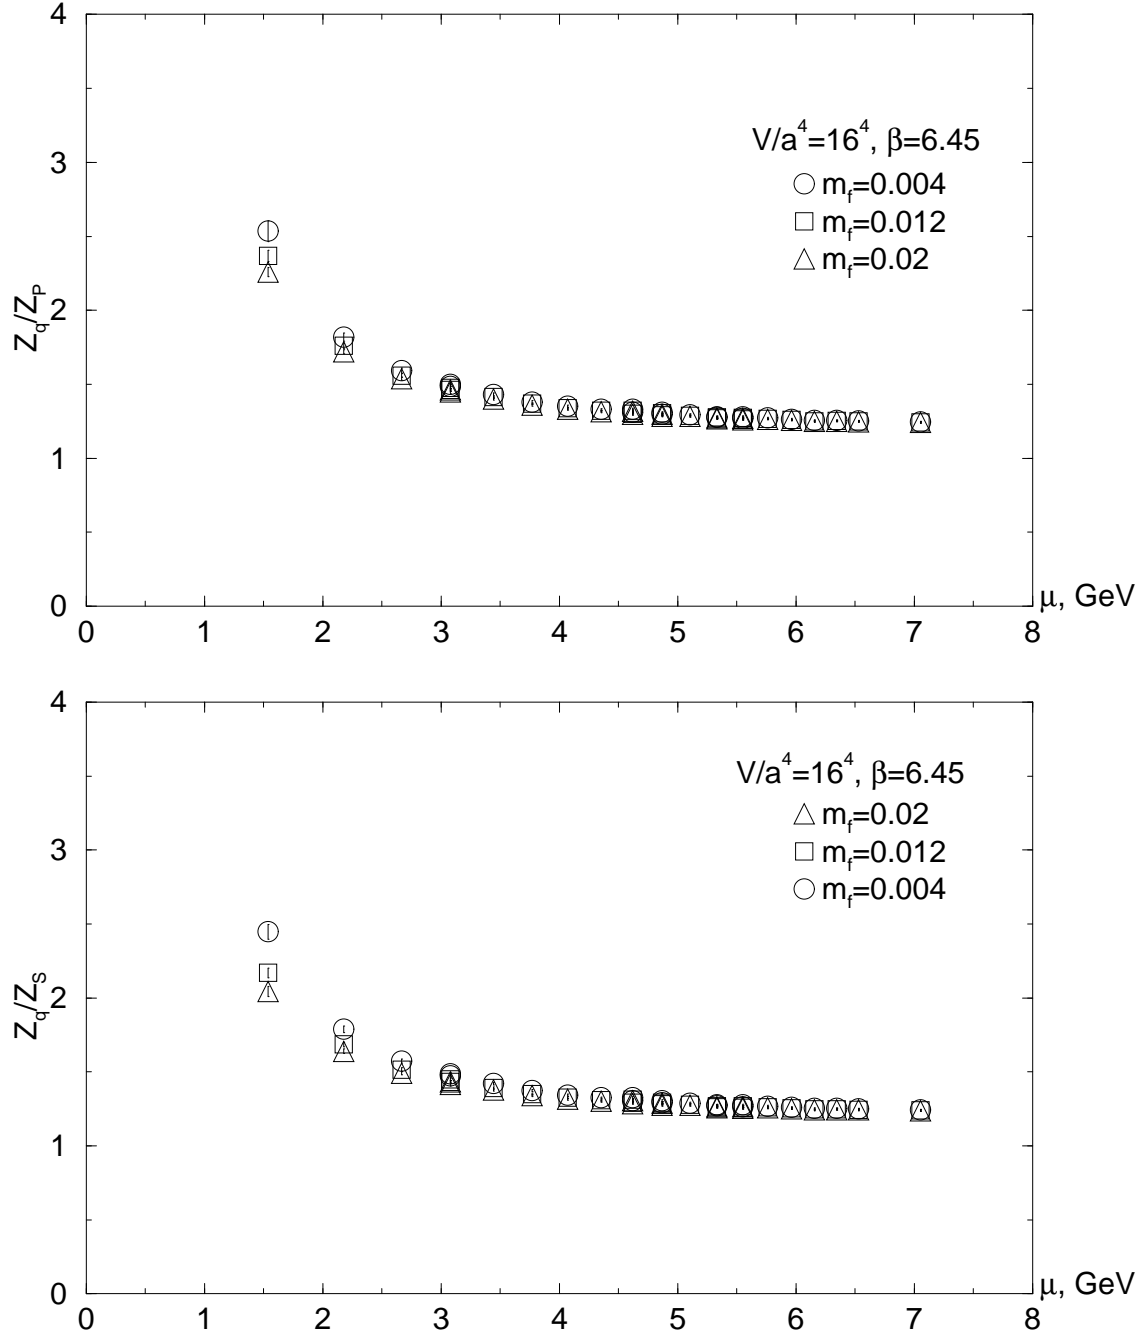 4
3
2
1
0
Z_q/Z_P
V/a^4=16^4, β=6.45
m_f=0.004
m_f=0.012
m_f=0.02
0 1 2 3 4 5 6 7 8
μ, GeV
4
3
2
1
0
Z_q/Z_S
V/a^4=16^4, β=6.45
m_f=0.02
m_f=0.012
m_f=0.004
0 1 2 3 4 5 6 7 8
μ, GeV